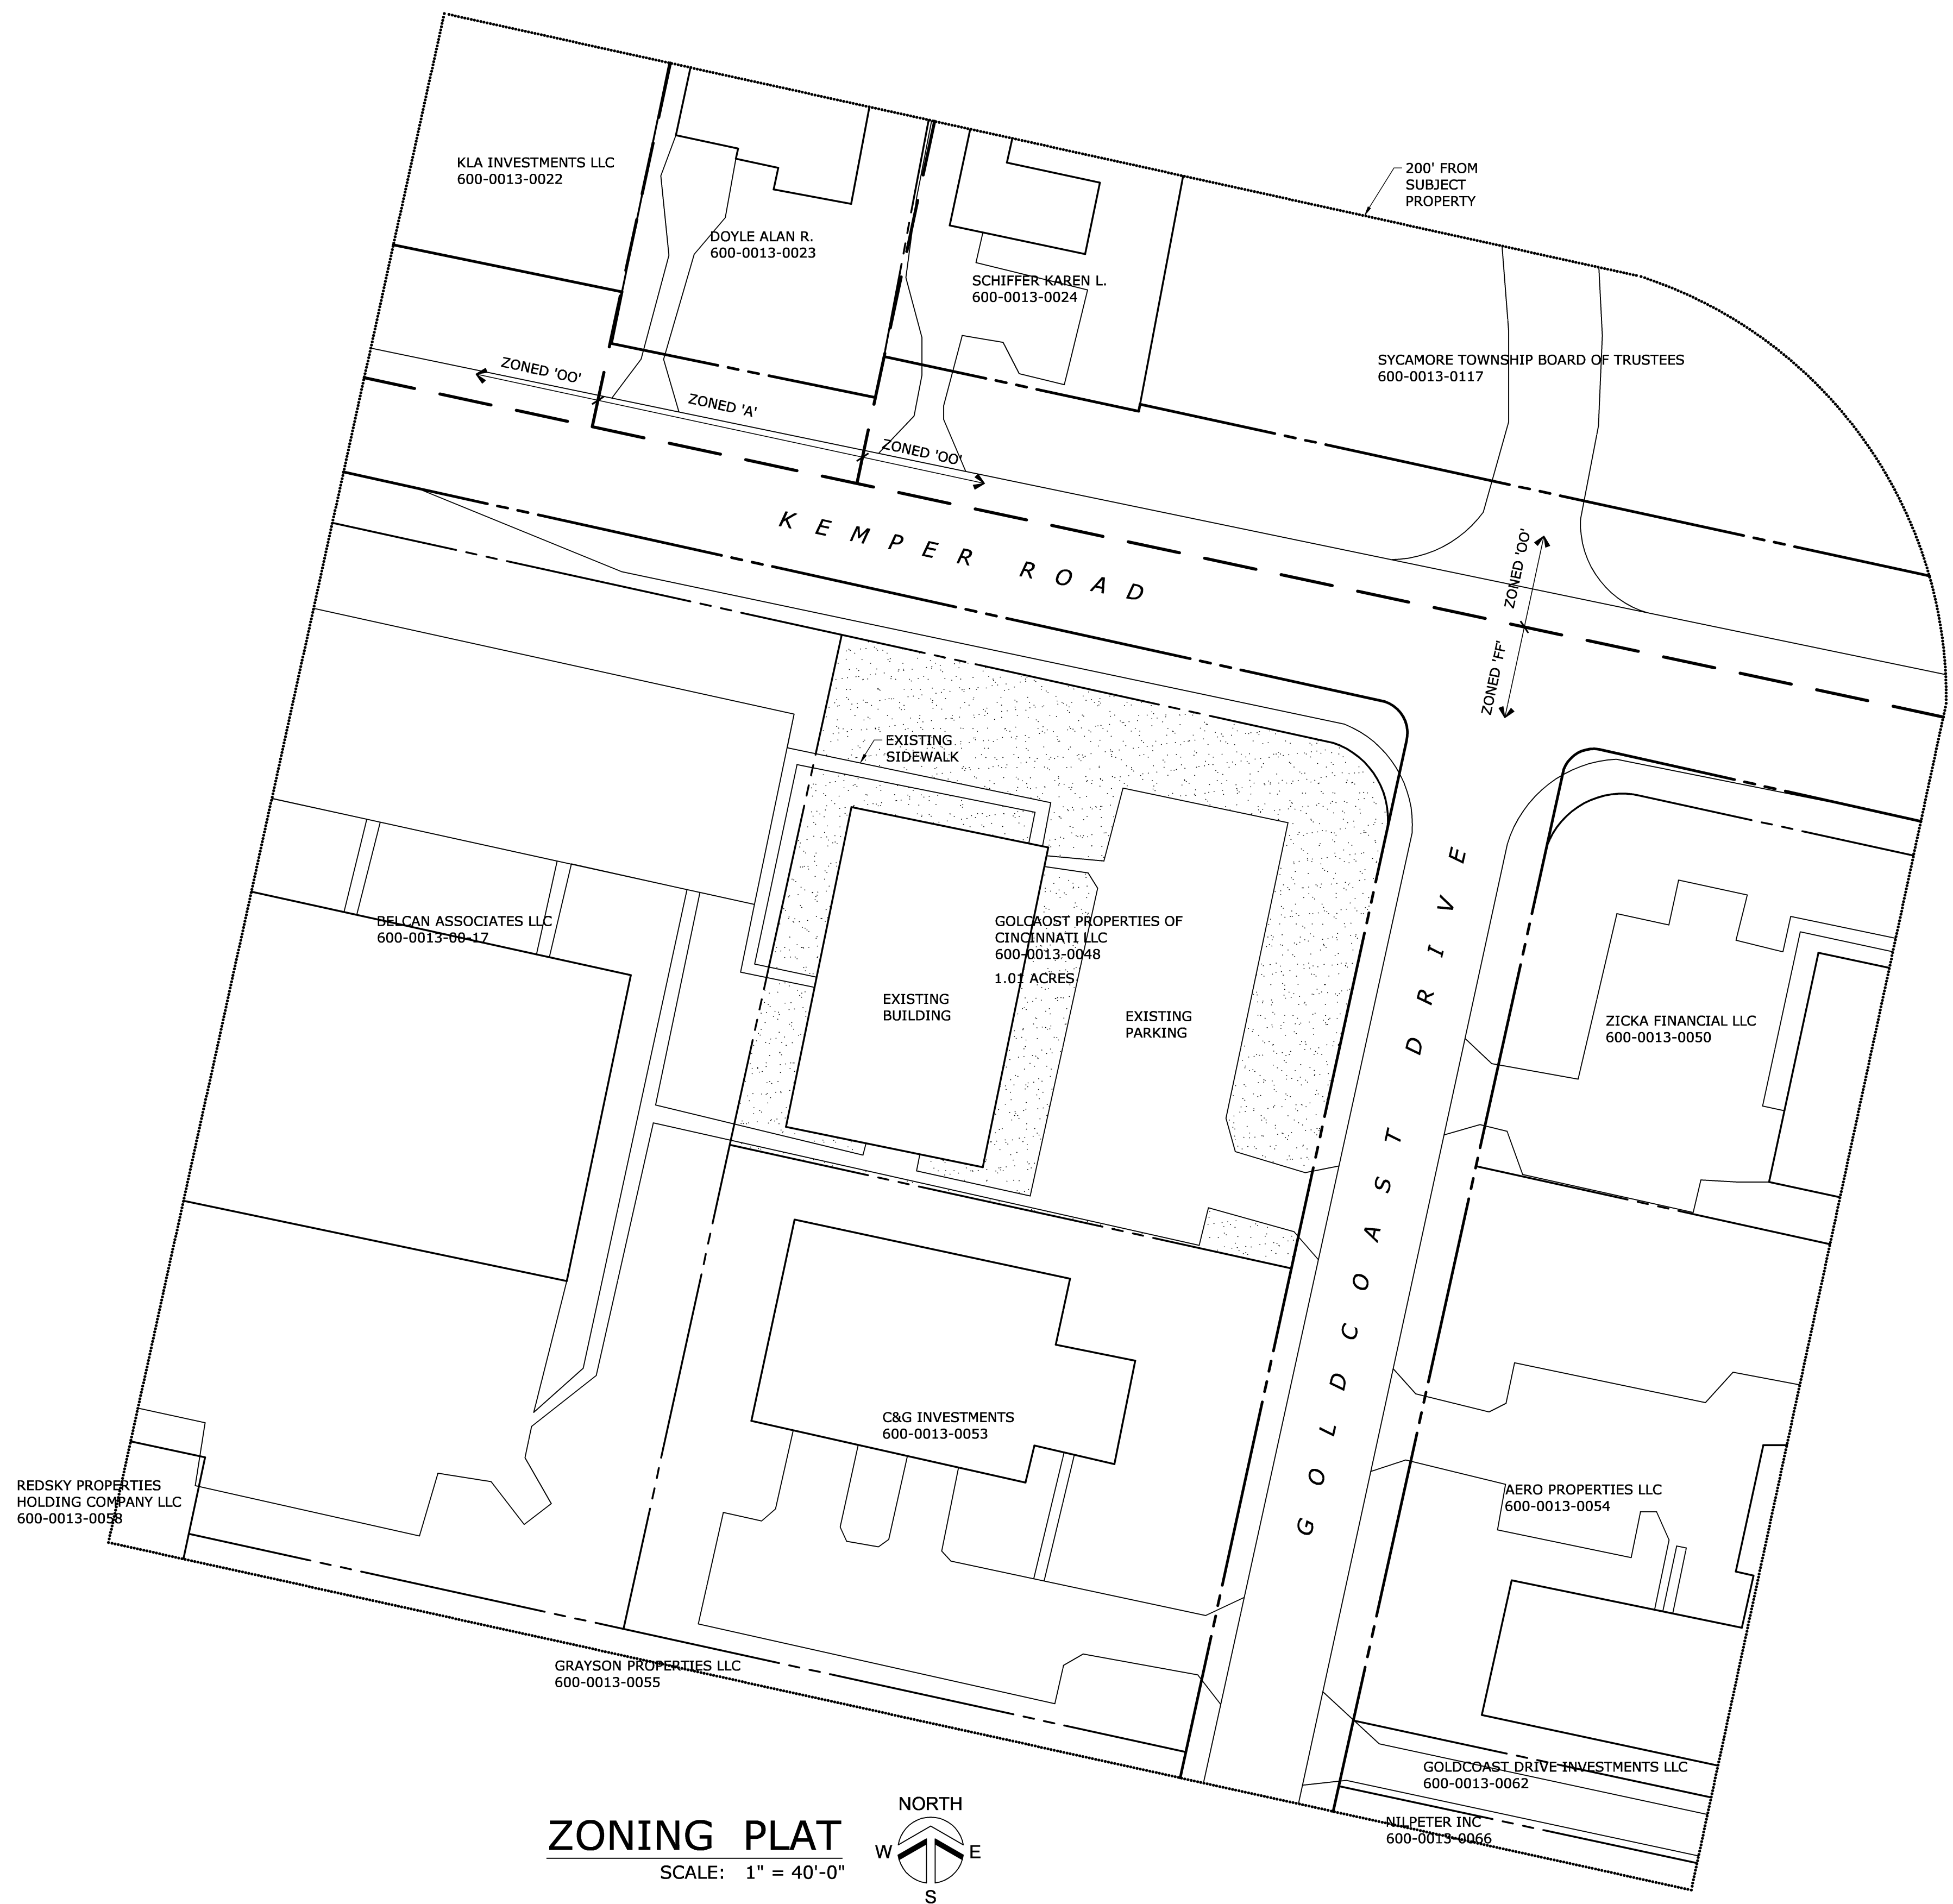 KLA INVESTMENTS LLC
600-0013-0022
200' FROM
SUBJECT
PROPERTY
DOYLE ALAN R.
600-0013-0023
SCHIFFER KAREN L.
600-0013-0024
SYCAMORE TOWNSHIP BOARD OF TRUSTEES
600-0013-0117
ZONED 'OO'
ZONED 'A'
ZONED 'OO'
KEMPER ROAD
ZONED 'OO'
ZONED 'FF'
EXISTING
SIDEWALK
BELCAN ASSOCIATES LLC
600-0013-00-17
GOLCAOST PROPERTIES OF
CINCINNATI LLC
600-0013-0048
1.01 ACRES
EXISTING
BUILDING
EXISTING
PARKING
GOLDCOAST DRIVE
ZICKA FINANCIAL LLC
600-0013-0050
C&G INVESTMENTS
600-0013-0053
REDSKY PROPERTIES
HOLDING COMPANY LLC
600-0013-0058
AERO PROPERTIES LLC
600-0013-0054
GRAYSON PROPERTIES LLC
600-0013-0055
GOLDCOAST DRIVE INVESTMENTS LLC
600-0013-0062
NILPETER INC
600-0013-0066
ZONING PLAT
SCALE: 1" = 40'-0"
NORTH
W
E
S